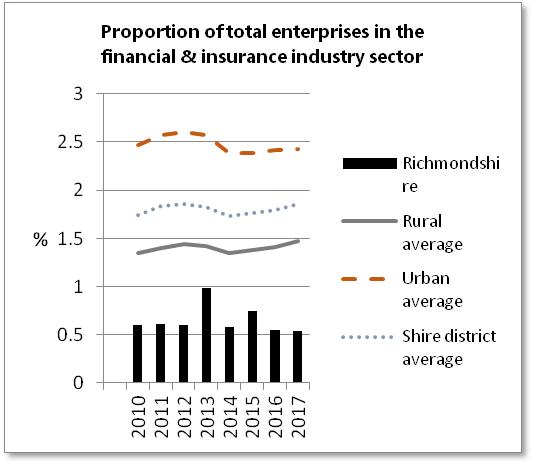 Proportion of total enterprises in the
financial & insurance industry sector
3
2.5
2
1.5
1
0.5
0
%
2010
2011
2012
2013
2014
2015
2016
2017
Richmondshi
re
Rural
average
Urban
average
Shire district
average